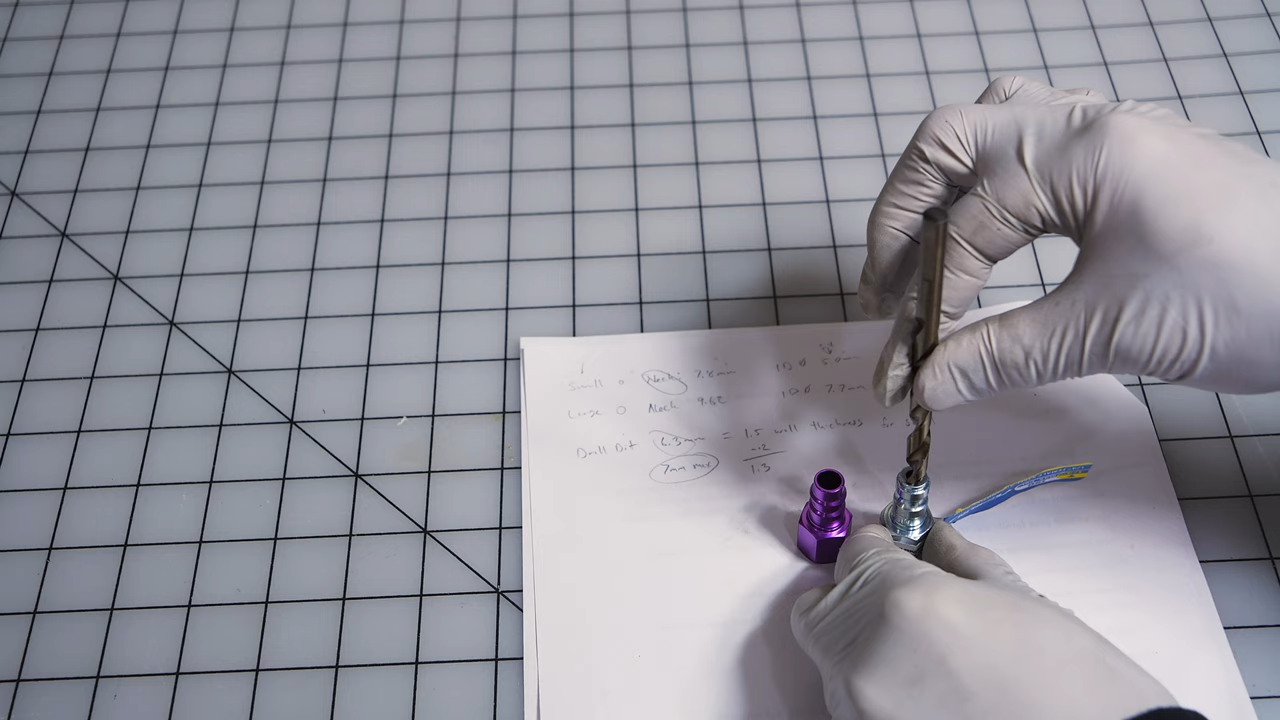 Small O Neck 7.8mm ID Ø 5.0mm
Large O Neck 9.62 ID Ø 7.7mm
Drill Bit 6.3mm = 1.5 wall thickness for
7mm max
1.3